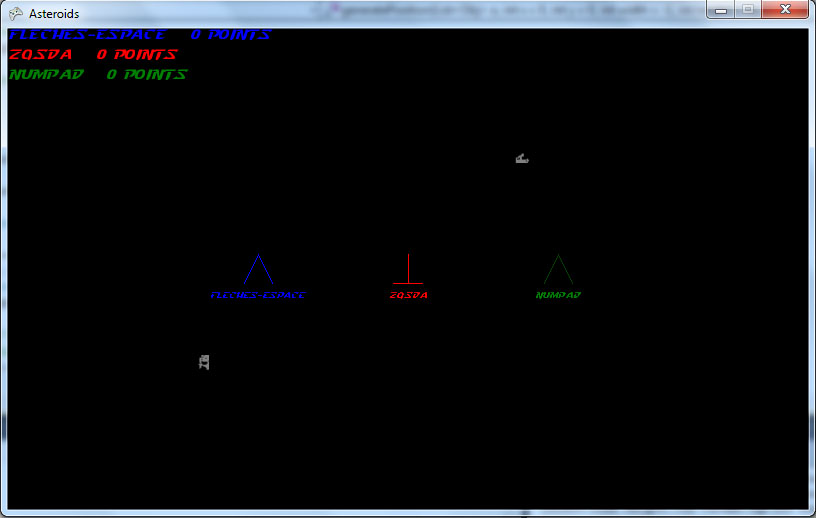 Asteroids
FLECHES-ESPACE 0 POINTS
ZQSDA 0 POINTS
NUMPAD 0 POINTS
FLECHES-ESPACE ZQSDA NUMPAD